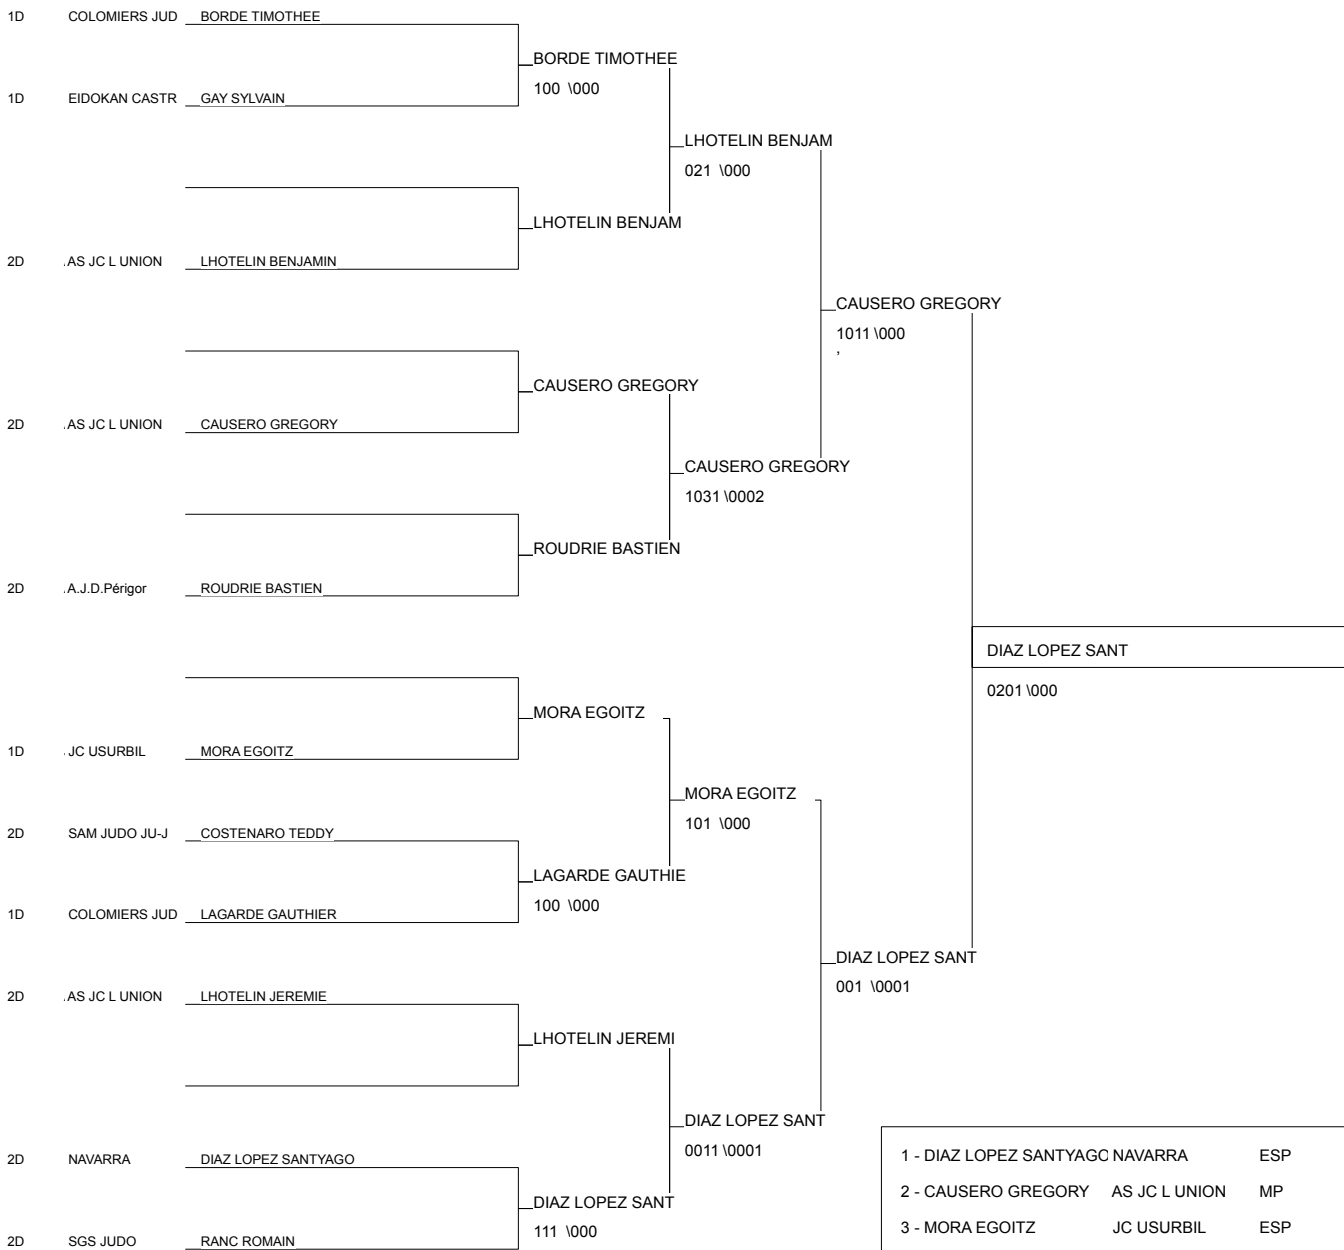 1D COLOMIERS JUD BORDE TIMOTHEE
BORDE TIMOTHEE
100 \000
1D EIDOKAN CASTR GAY SYLVAIN
LHOTELIN BENJAM
021 \000
LHOTELIN BENJAM
2D AS JC L UNION LHOTELIN BENJAMIN
CAUSERO GREGORY
1011 \000
,
CAUSERO GREGORY
2D AS JC L UNION CAUSERO GREGORY
CAUSERO GREGORY
1031 \0002
ROUDRIE BASTIEN
2D A.J.D.Périgor ROUDRIE BASTIEN
DIAZ LOPEZ SANT
0201 \000
MORA EGOITZ
1D JC USURBIL MORA EGOITZ
MORA EGOITZ
101 \000
2D SAM JUDO JU-J COSTENARO TEDDY
LAGARDE GAUTHIE
100 \000
1D COLOMIERS JUD LAGARDE GAUTHIER
DIAZ LOPEZ SANT
001 \0001
2D AS JC L UNION LHOTELIN JEREMIE
LHOTELIN JEREMI
DIAZ LOPEZ SANT
0011 \0001
2D NAVARRA DIAZ LOPEZ SANTYAGO
DIAZ LOPEZ SANT
111 \000
2D SGS JUDO RANC ROMAIN
1 - DIAZ LOPEZ SANTYAGO NAVARRA ESP
2 - CAUSERO GREGORY AS JC L UNION MP
3 - MORA EGOITZ JC USURBIL ESP